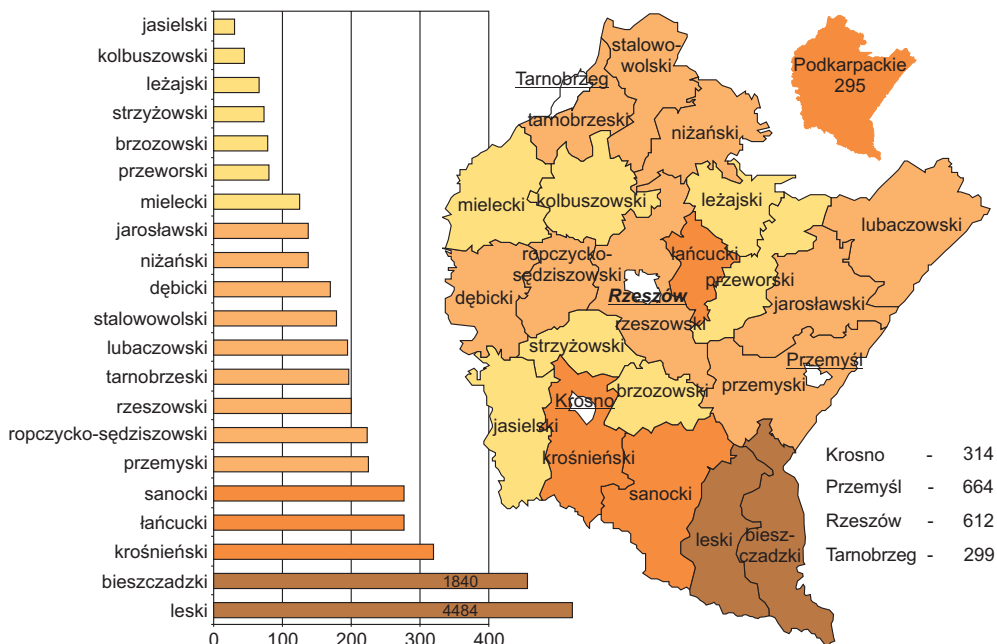 jasielski
kolbuszowski
leżajski
strzyżowski
brzozowski
przeworski
mielecki
jarosławski
niżański
dębicki
stalowowolski
lubaczowski
tarnobrzeski
rzeszowski
ropczycko-sędziszowski
przemyski
sanocki
łańcucki
krośnieński
bieszczadzki
leski
1840
4484
0 100 200 300 400
stalowo-
wolski
Tarnobrzeg
tarnobrzeski
niżański
mielecki
kolbuszowski
leżajski
lubaczowski
ropczycko-
sędziszowski
łańcucki
przeworski
dębicki
Rzeszów
jarosławski
rzeszowski
strzyżowski
Przemyśl
przemyski
Krosno
brzozowski
jasielski
krośnieński
sanocki
leski
biesz-
czadzki
Podkarpackie
295
Krosno - 314
Przemyśl - 664
Rzeszów - 612
Tarnobrzeg - 299